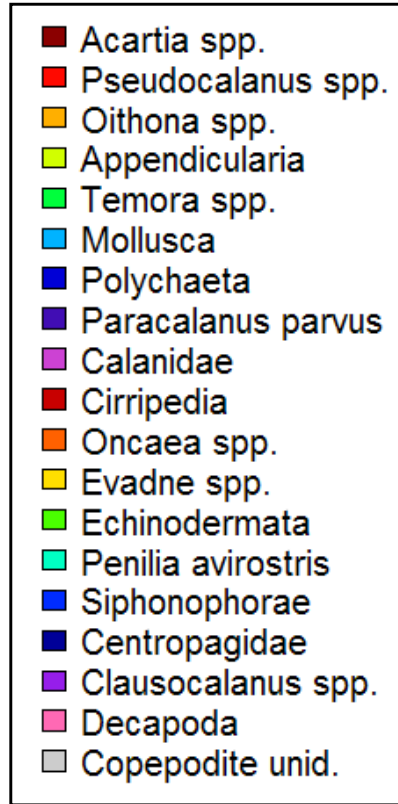 Acartia spp.
Pseudocalanus spp.
Oithona spp.
Appendicularia
Temora spp.
Mollusca
Polychaeta
Paracalanus parvus
Calanidae
Cirripedia
Oncaea spp.
Evadne spp.
Echinodermata
Penilia avirostris
Siphonophorae
Centropagidae
Clausocalanus spp.
Decapoda
Copepodite unid.